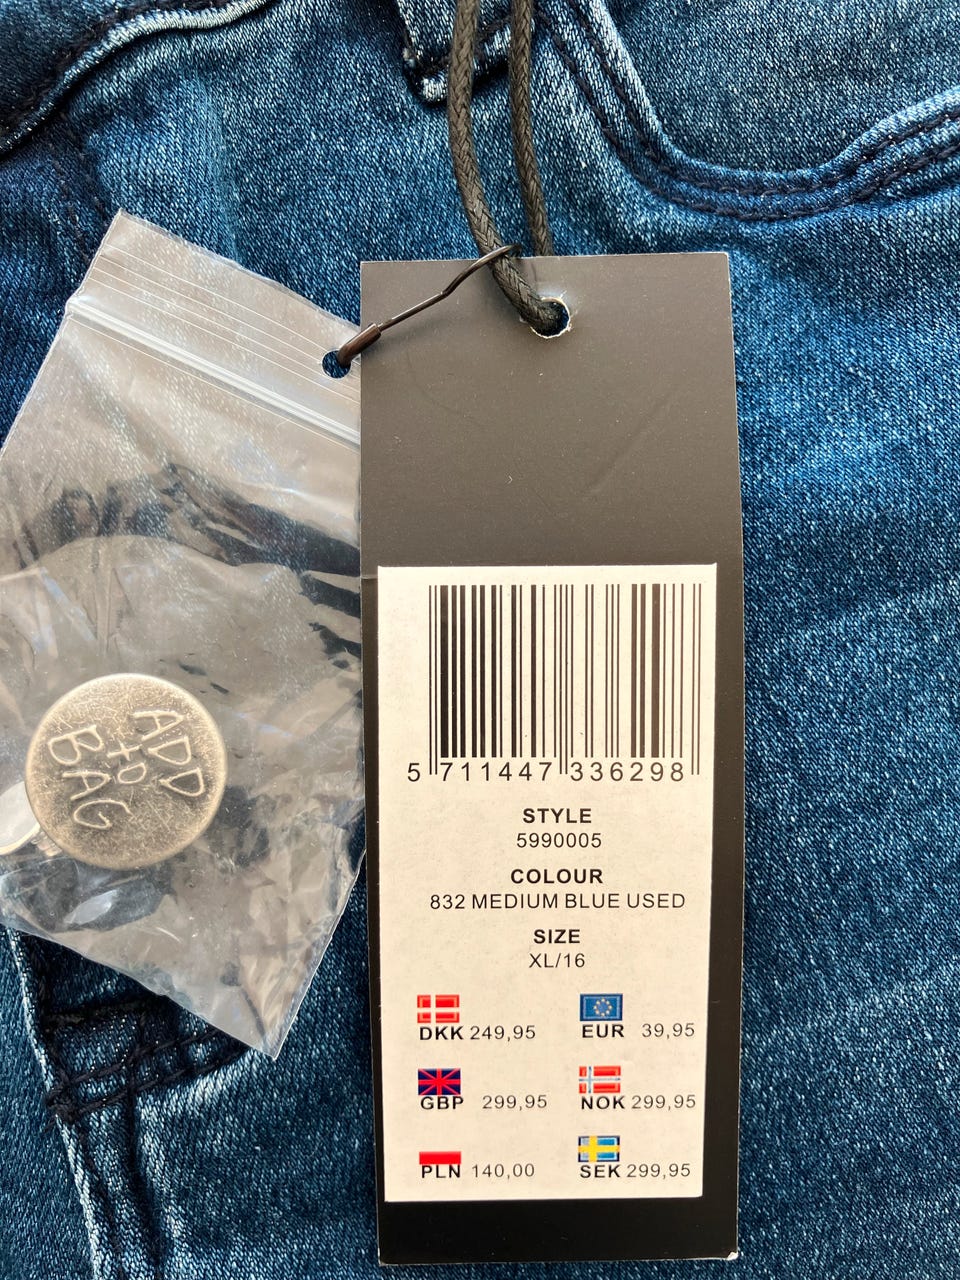 ADD
TO
BAG
5 711447 336298
STYLE
5990005
COLOUR
832 MEDIUM BLUE USED
SIZE
XL/16
DKK 249,95
EUR 39,95
GBP 299,95
NOK 299,95
PLN 140,00
SEK 299,95